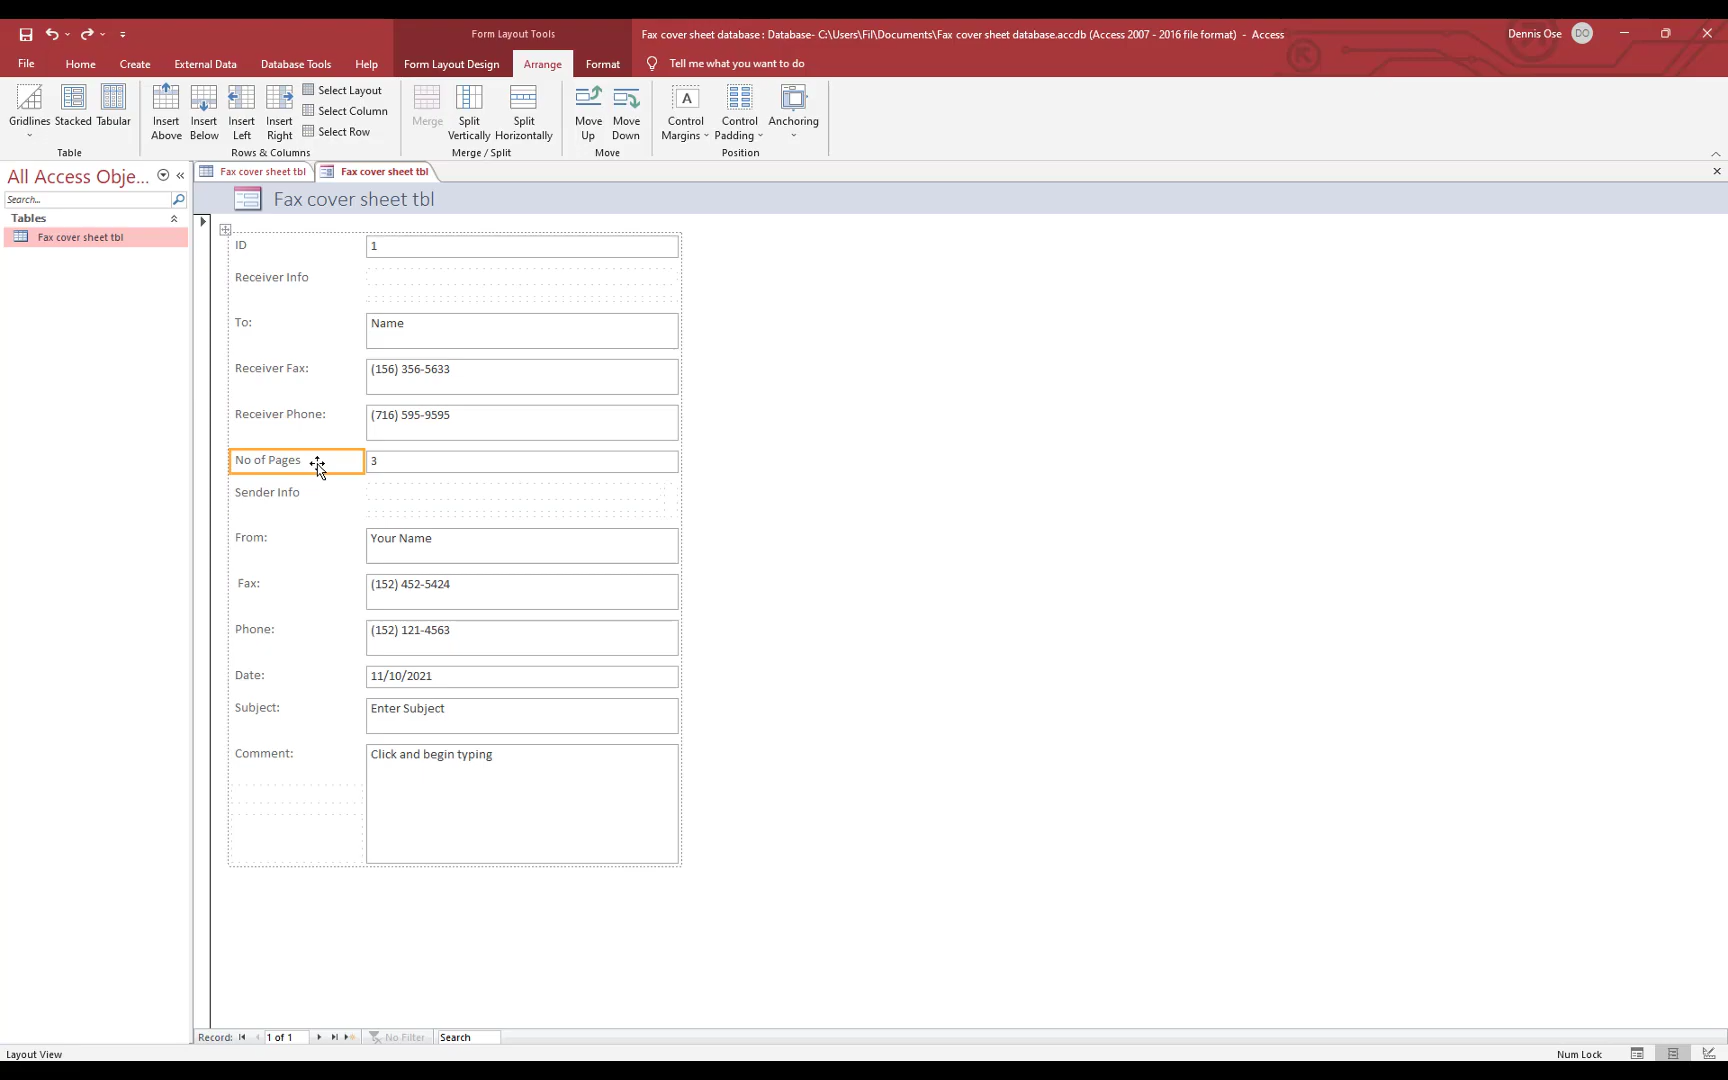 Form Layout Tools
Fax cover sheet database : Database- C:\Users\Fil\Documents\Fax cover sheet database.accdb (Access 2007 - 2016 file format) - Access
Dennis Ose DO
File Home Create External Data Database Tools Help Form Layout Design Arrange Format Tell me what you want to do
Gridlines Stacked Tabular
Table
Insert Above Insert Below Insert Left Insert Right
Select Layout
Select Column
Select Row
Rows & Columns
Merge Split Vertically Split Horizontally
Merge / Split
Move Up Move Down
Move
A
Control Margins Control Padding Anchoring
Position
All Access Obje...
Search...
Tables
Fax cover sheet tbl
Fax cover sheet tbl Fax cover sheet tbl
Fax cover sheet tbl
ID 1
Receiver Info
To: Name
Receiver Fax: (156) 356-5633
Receiver Phone: (716) 595-9595
No of Pages 3
Sender Info
From: Your Name
Fax: (152) 452-5424
Phone: (152) 121-4563
Date: 11/10/2021
Subject: Enter Subject
Comment: Click and begin typing
Record: 1 of 1 No Filter Search
Layout View Num Lock